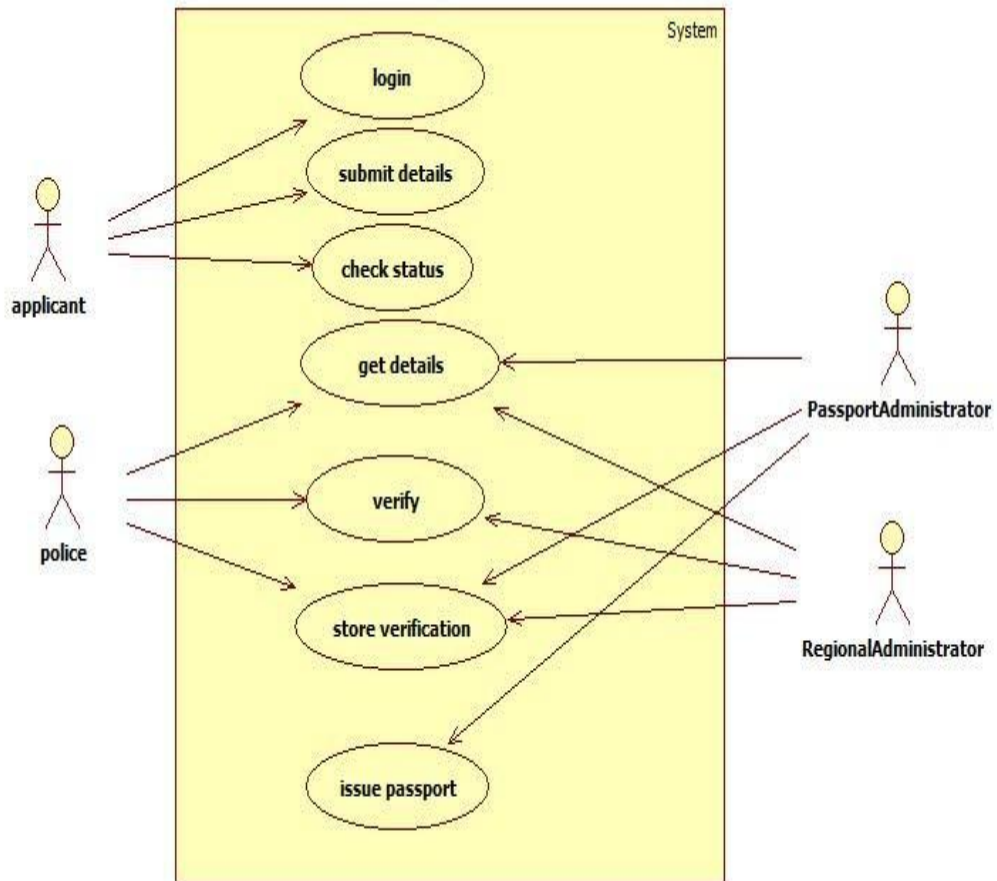 System
login
submit details
check status
applicant
get details
PassportAdministrator
verify
police
store verification
RegionalAdministrator
issue passport